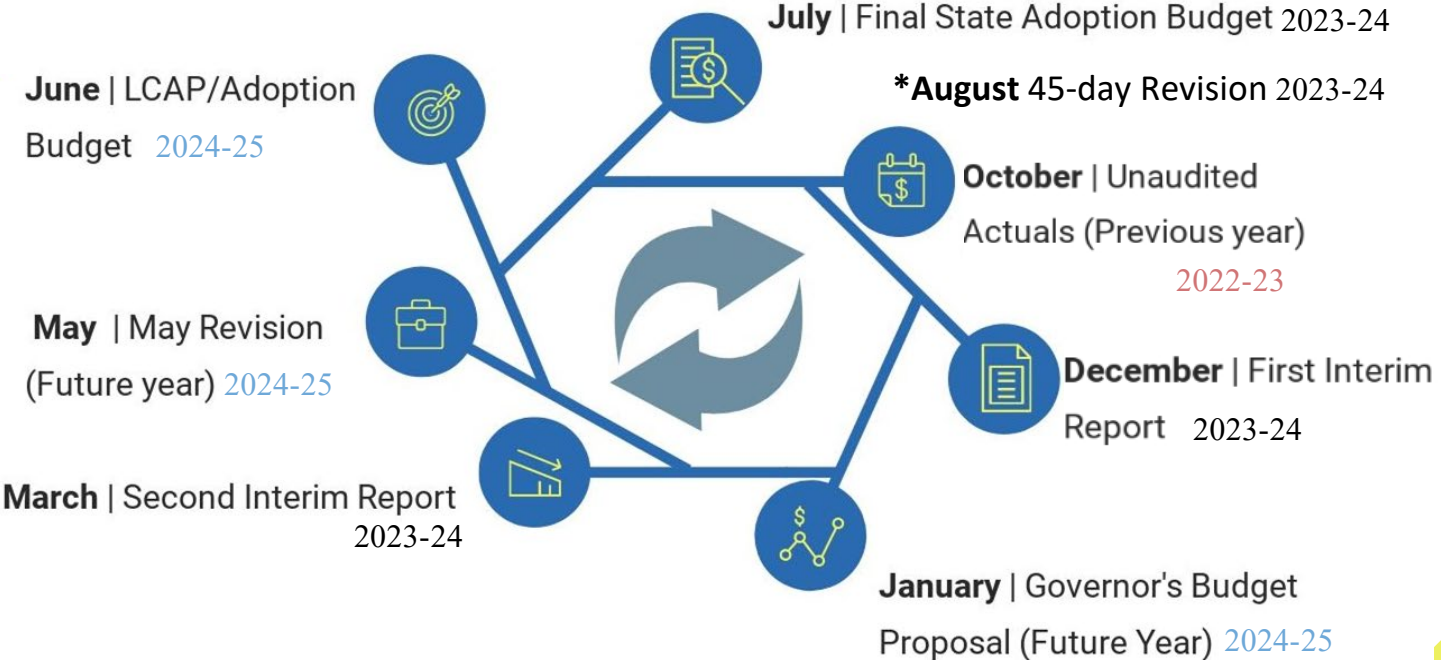 July | Final State Adoption Budget 2023-24
*August 45-day Revision 2023-24
October | Unaudited
Actuals (Previous year)
2022-23
December | First Interim
Report 2023-24
January | Governor's Budget
Proposal (Future Year) 2024-25
March | Second Interim Report
2023-24
May | May Revision
(Future year) 2024-25
June | LCAP/Adoption
Budget 2024-25
$
$
$